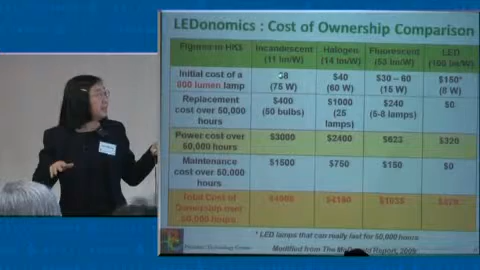 LEDonomics : Cost of Ownership Comparison
Figures in HK$ Incandescent (11 lm/W) Halogen (14 lm/W) Fluorescent (53 lm/W) LED (100 lm/W)
Initial cost of a 800 lumen lamp $8 (75 W) $40 (60 W) $30 – 60 (15 W) $150* (8 W)
Replacement cost over 50,000 hours $400 (50 bulbs) $1000 (25 lamps) $240 (5-8 lamps) $0
Power cost over 50,000 hours $3000 $2400 $623 $320
Maintenance cost over 50,000 hours $1500 $750 $150 $0
Total Cost of Ownership over 50,000 hours
* LED lamps that can really last for 50,000 hours
Modified from The McDonald Report, 2009